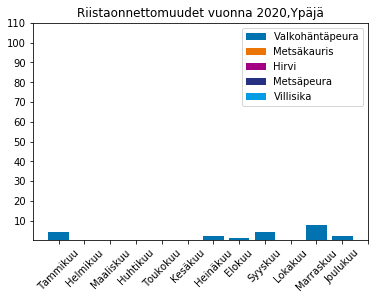 Riistaonnettomuudet vuonna 2020,Ypäjä
110
100
90
80
70
60
50
40
30
20
10
Valkohäntäpeura
Metsäkauris
Hirvi
Metsäpeura
Villisika
Tammikuu
Helmikuu
Maaliskuu
Huhtikuu
Toukokuu
Kesäkuu
Heinäkuu
Elokuu
Syyskuu
Lokakuu
Marraskuu
Joulukuu